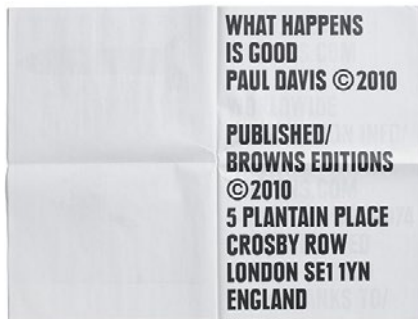 WHAT HAPPENS
IS GOOD
PAUL DAVIS ©2010
PUBLISHED/
BROWNS EDITIONS
©2010
5 PLANTAIN PLACE
CROSBY ROW
LONDON SE1 1YN
ENGLAND